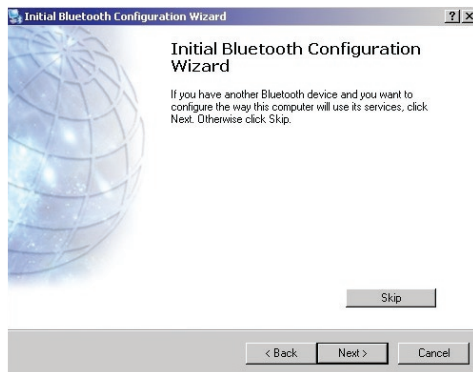 Initial Bluetooth Configuration Wizard
? X
Initial Bluetooth Configuration
Wizard
If you have another Bluetooth device and you want to
configure the way this computer will use its services, click
Next. Otherwise click Skip.
Skip
< Back Next > Cancel